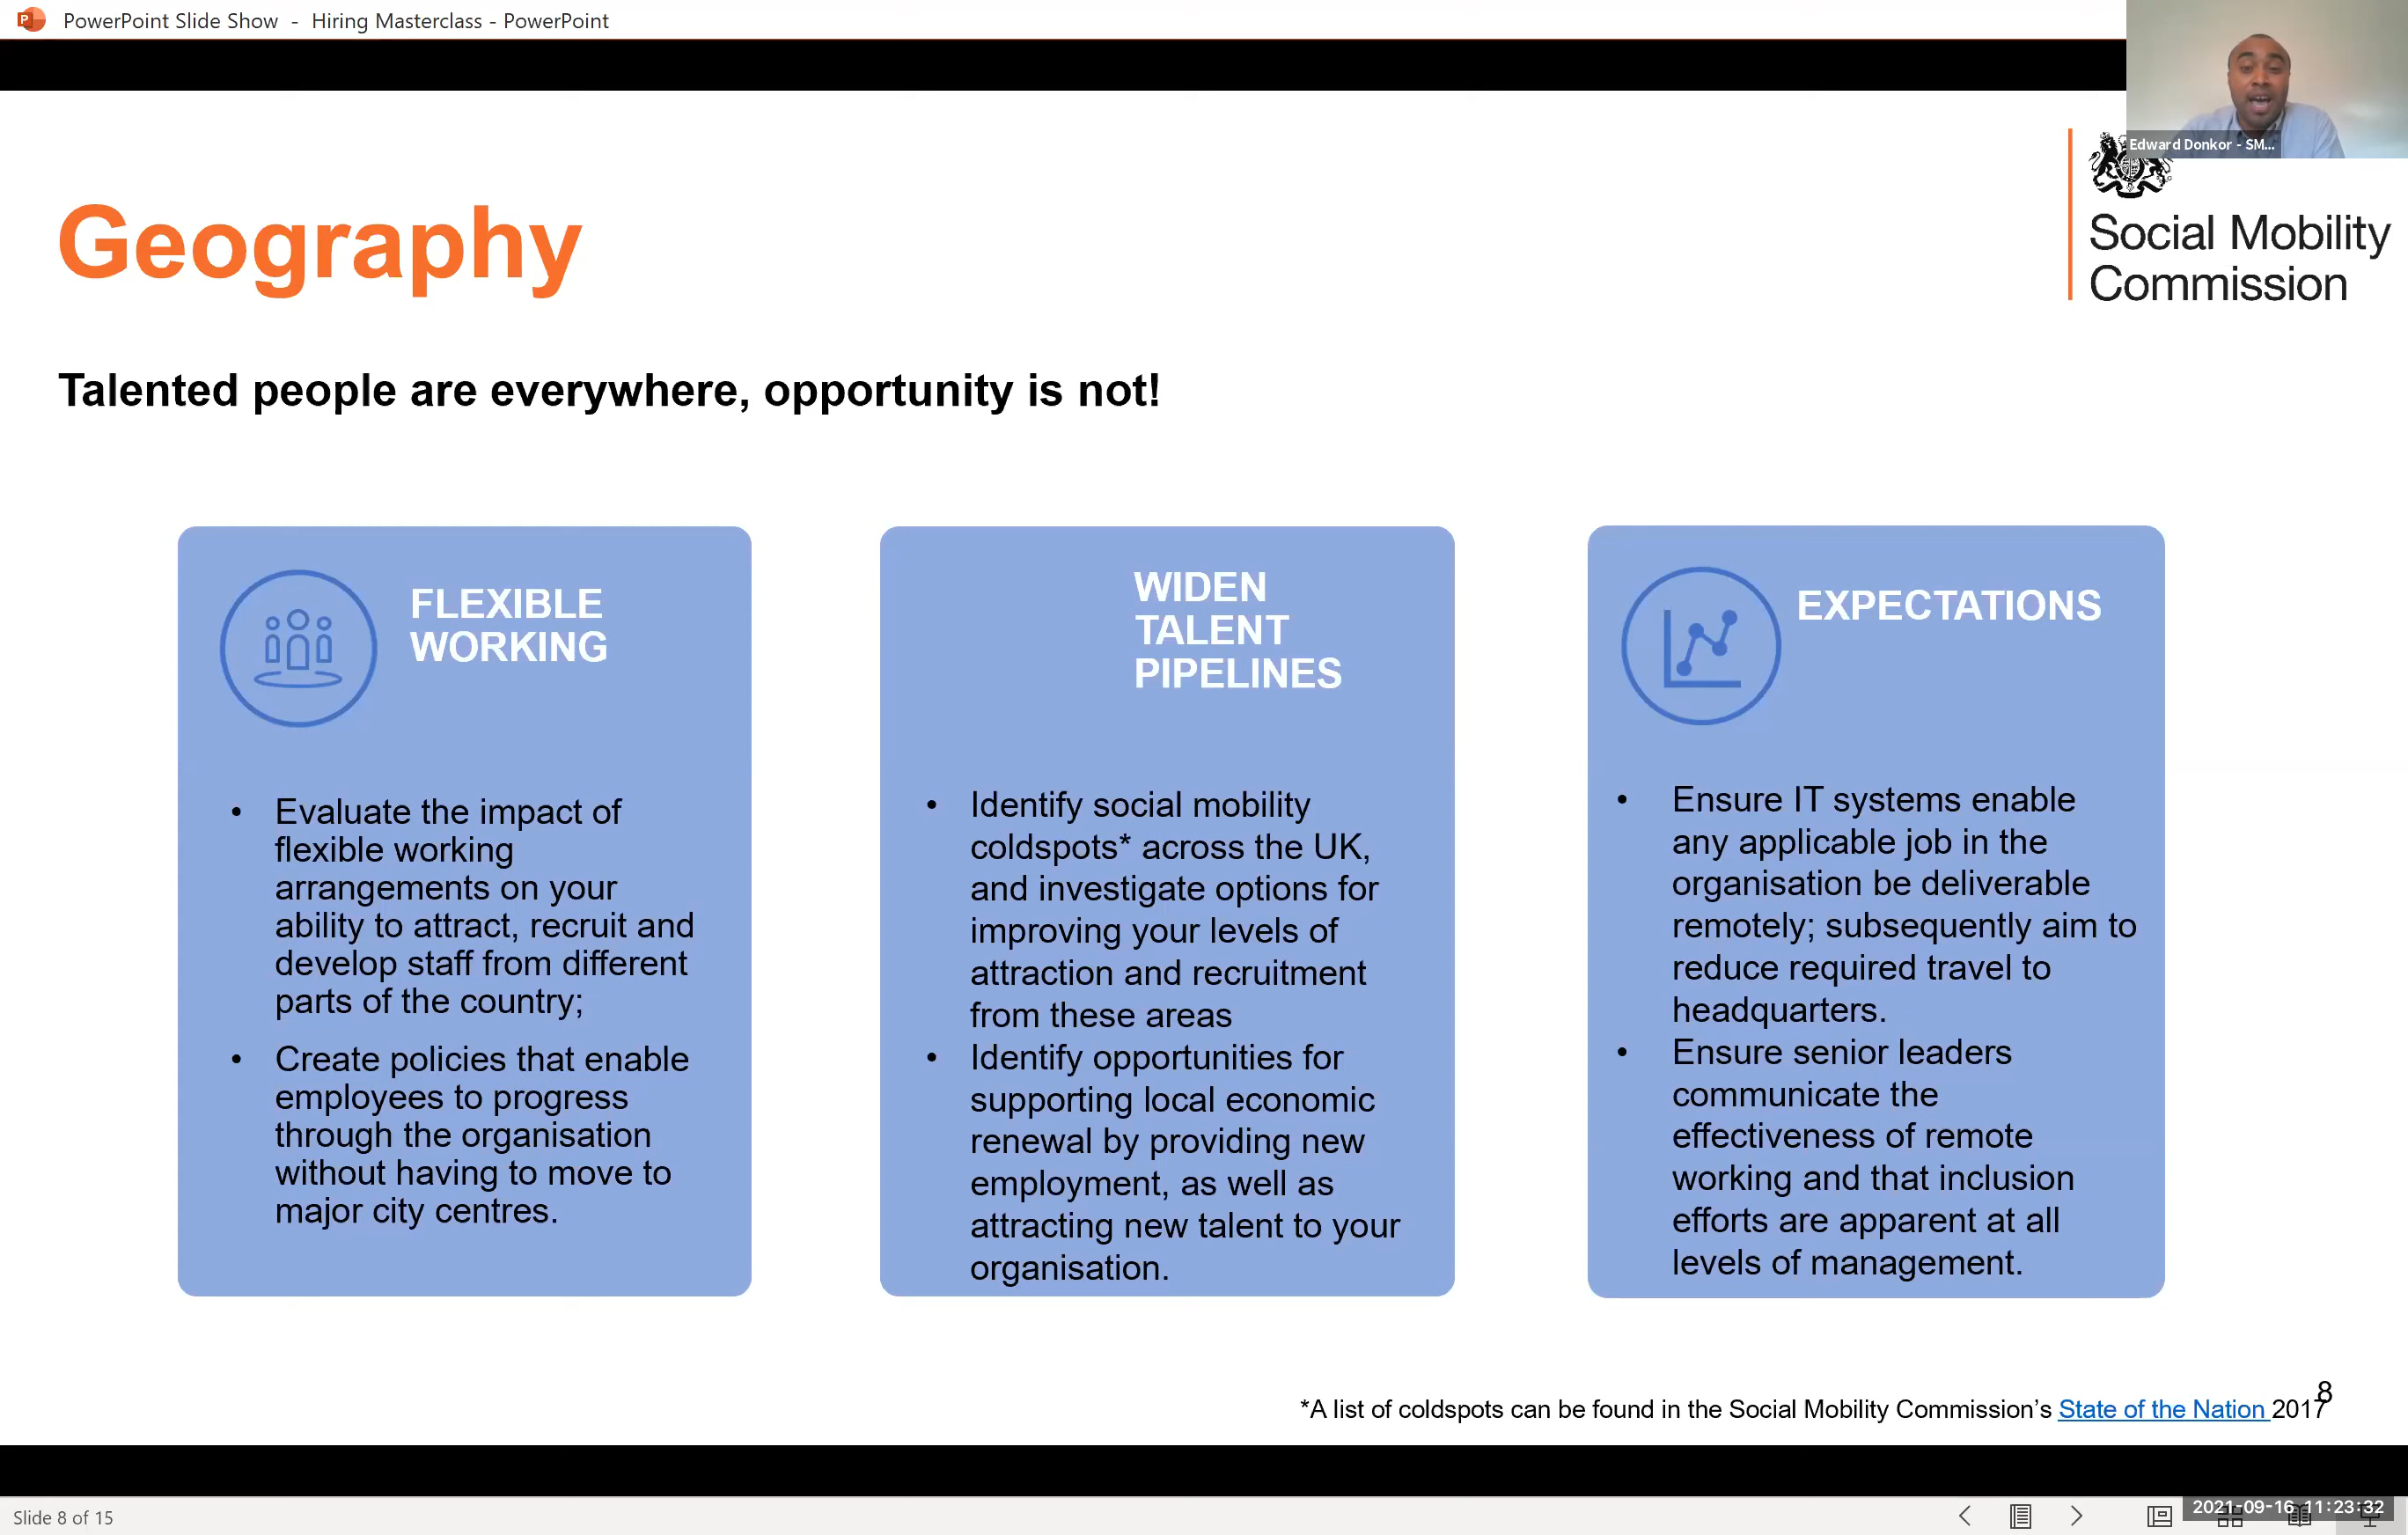 PowerPoint Slide Show - Hiring Masterclass - PowerPoint
Edward Donkor - SM...
Social Mobility
Commission
Geography
Talented people are everywhere, opportunity is not!
FLEXIBLE
WORKING
• Evaluate the impact of
flexible working
arrangements on your
ability to attract, recruit and
develop staff from different
parts of the country;
• Create policies that enable
employees to progress
through the organisation
without having to move to
major city centres.
WIDEN
TALENT
PIPELINES
• Identify social mobility
coldspots* across the UK,
and investigate options for
improving your levels of
attraction and recruitment
from these areas
• Identify opportunities for
supporting local economic
renewal by providing new
employment, as well as
attracting new talent to your
organisation.
EXPECTATIONS
• Ensure IT systems enable
any applicable job in the
organisation be deliverable
remotely; subsequently aim to
reduce required travel to
headquarters.
• Ensure senior leaders
communicate the
effectiveness of remote
working and that inclusion
efforts are apparent at all
levels of management.
8
*A list of coldspots can be found in the Social Mobility Commission’s State of the Nation 2017
Slide 8 of 15
2021-09-16 11:23:32